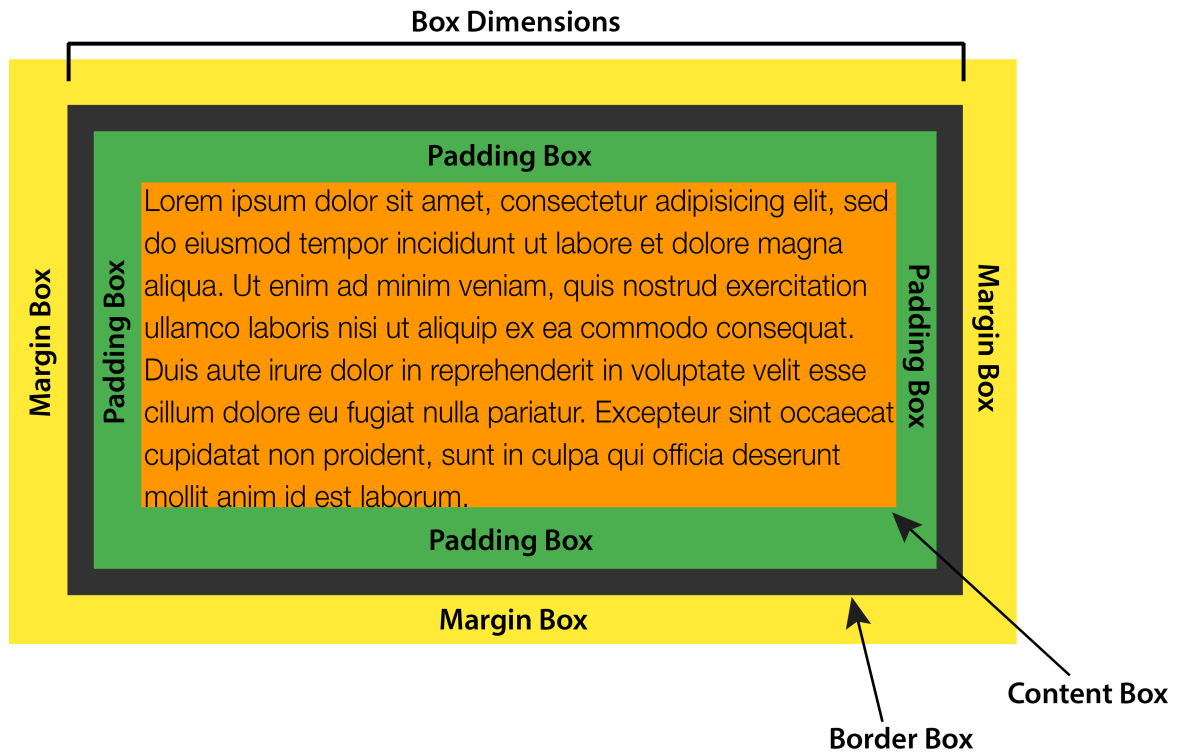 Box Dimensions
Padding Box
Lorem ipsum dolor sit amet, consectetur adipisicing elit, sed
do eiusmod tempor incididunt ut labore et dolore magna
aliqua. Ut enim ad minim veniam, quis nostrud exercitation
ullamco laboris nisi ut aliquip ex ea commodo consequat.
Duis aute irure dolor in reprehenderit in voluptate velit esse
cillum dolore eu fugiat nulla pariatur. Excepteur sint occaecat
cupidatat non proident, sunt in culpa qui officia deserunt
mollit anim id est laborum.
Margin Box
Padding Box
Padding Box
Margin Box
Padding Box
Margin Box
Content Box
Border Box